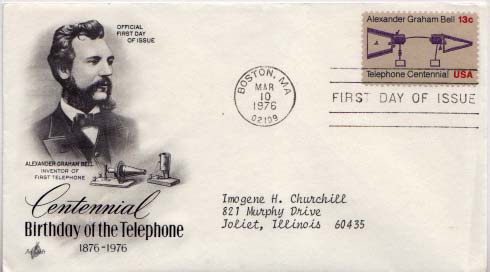 OFFICIAL
FIRST DAY
OF ISSUE
Alexander Graham Bell 13c
Telephone Centennial USA
BOSTON, MA
MAR
10
1976
02109
FIRST DAY OF ISSUE
ALEXANDER GRAHAM BELL
INVENTOR OF
FIRST TELEPHONE
Centennial
Birthday of the Telephone
1876-1976
ArtCraft
Imogene H. Churchill
821 Murphy Drive
Joliet, Illinois 60435